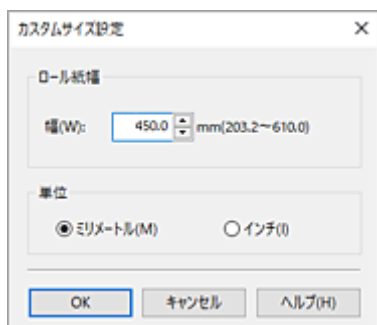 カスタムサイズ設定
ロール紙幅
幅(W): 450.0 mm(203.2～610.0)
単位
ミリメートル(M) インチ(I)
OK キャンセル ヘルプ(H)